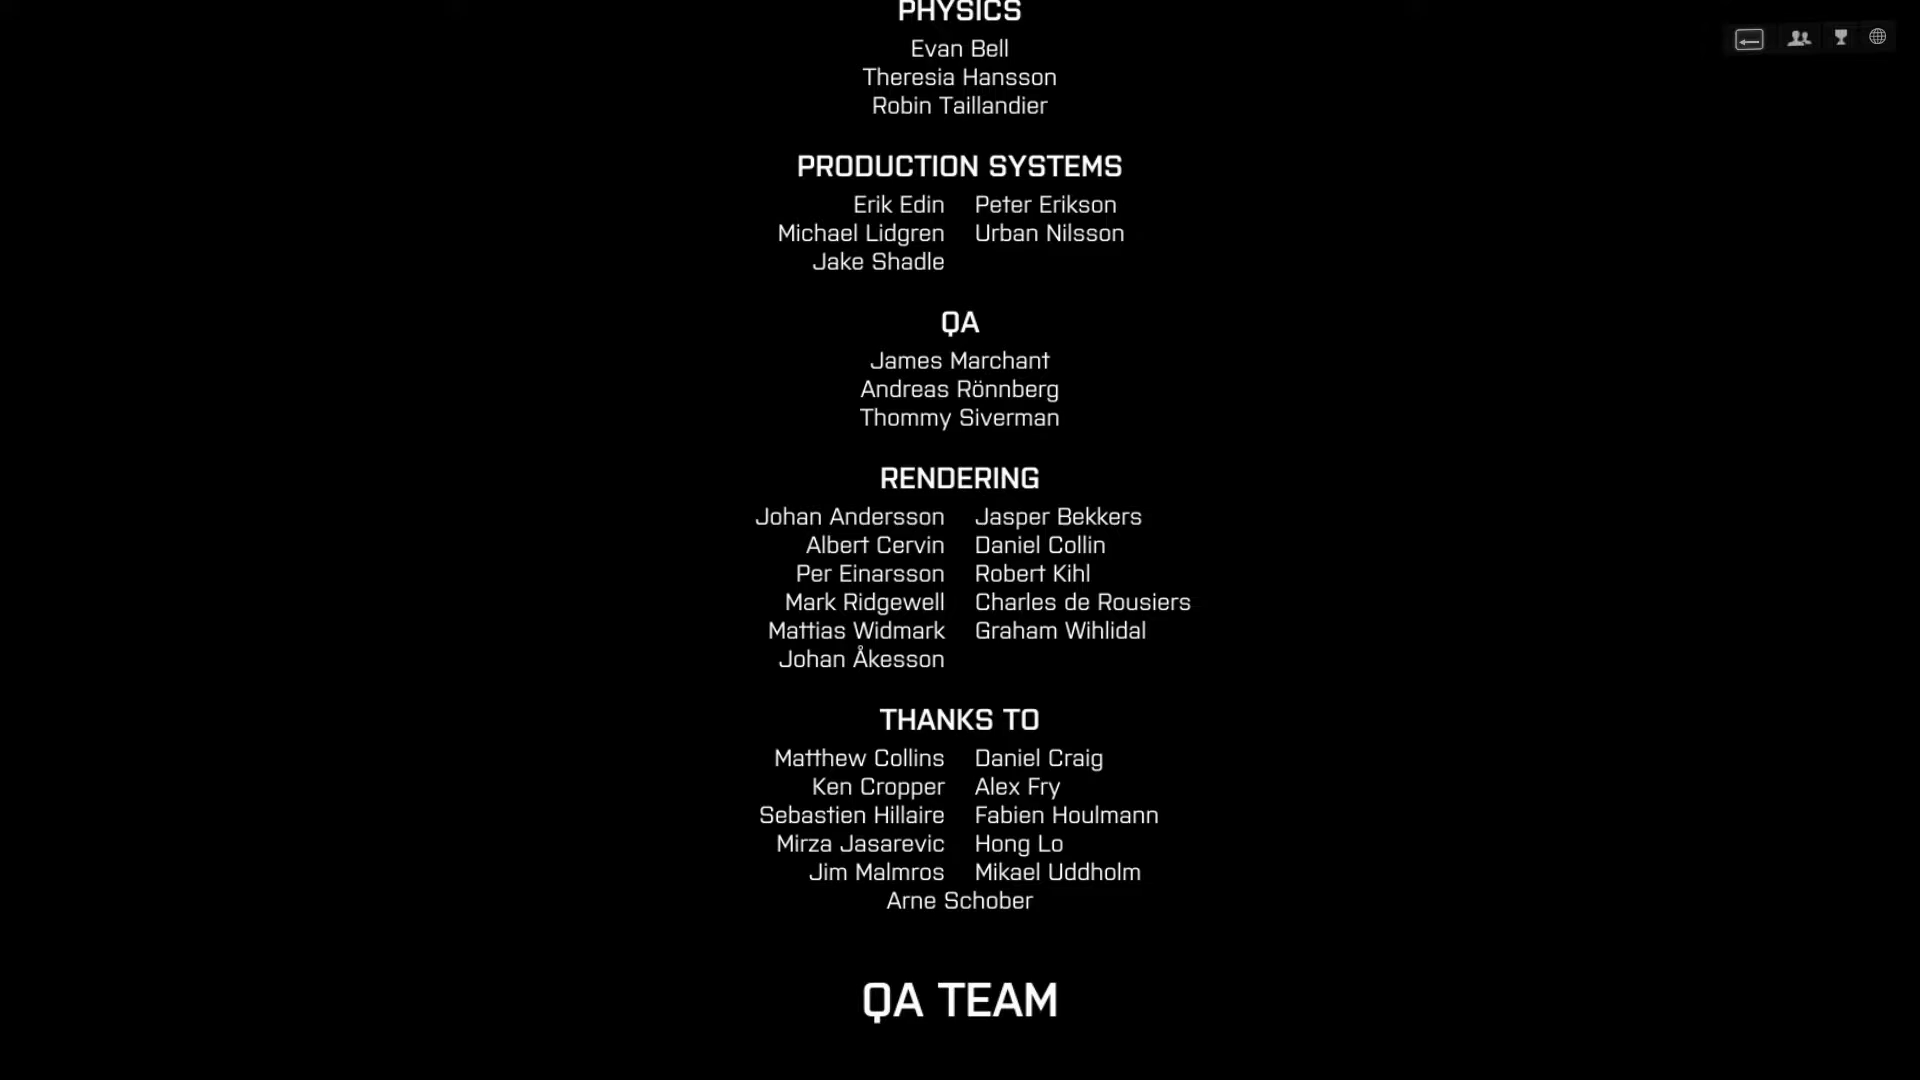 PHYSICS
Evan Bell
Theresia Hansson
Robin Taillandier
PRODUCTION SYSTEMS
Erik Edin Peter Erikson
Michael Lidgren Urban Nilsson
Jake Shadle
QA
James Marchant
Andreas Rönnberg
Thommy Siverman
RENDERING
Johan Andersson Jasper Bekkers
Albert Cervin Daniel Collin
Per Einarsson Robert Kihl
Mark Ridgewell Charles de Rousiers
Mattias Widmark Graham Wihlidal
Johan Åkesson
THANKS TO
Matthew Collins Daniel Craig
Ken Cropper Alex Fry
Sebastien Hillaire Fabien Houlmann
Mirza Jasarevic Hong Lo
Jim Malmros Mikael Uddholm
Arne Schober
QA TEAM